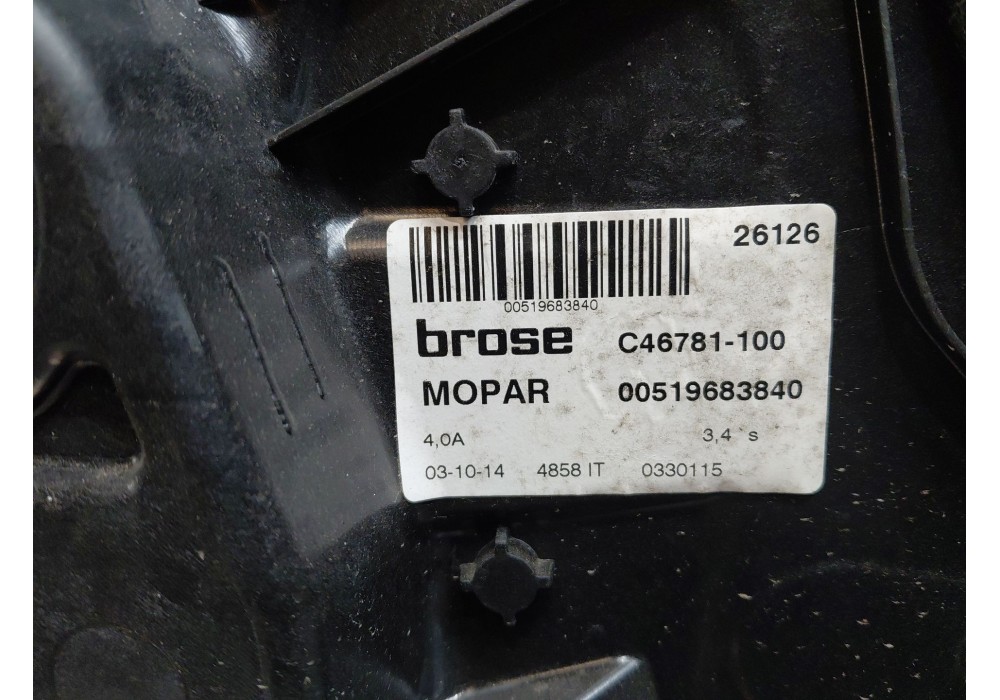 26126
00519683840
brose C46781-100
MOPAR 00519683840
4,0A 3,4 s
03-10-14 4858 IT 0330115